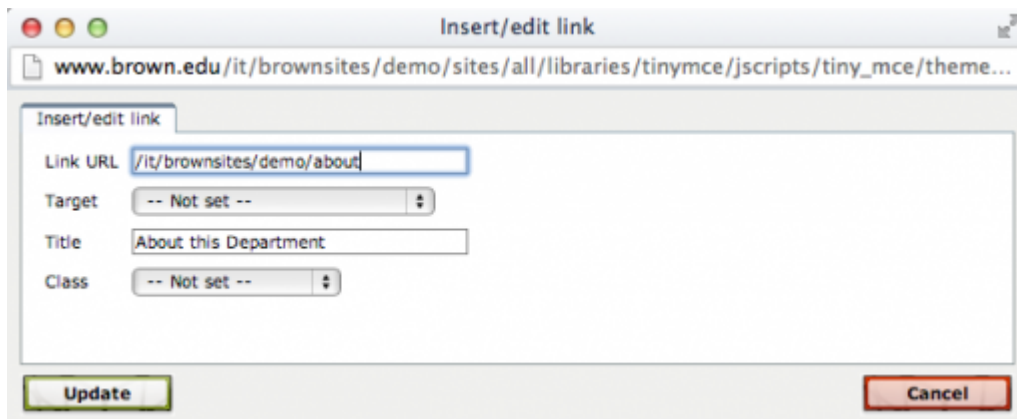 Insert/edit link
www.brown.edu/it/brownsites/demo/sites/all/libraries/tinymce/jscripts/tiny_mce/theme...
Insert/edit link
Link URL /it/brownsites/demo/about
Target -- Not set --
Title About this Department
Class -- Not set --
Update Cancel